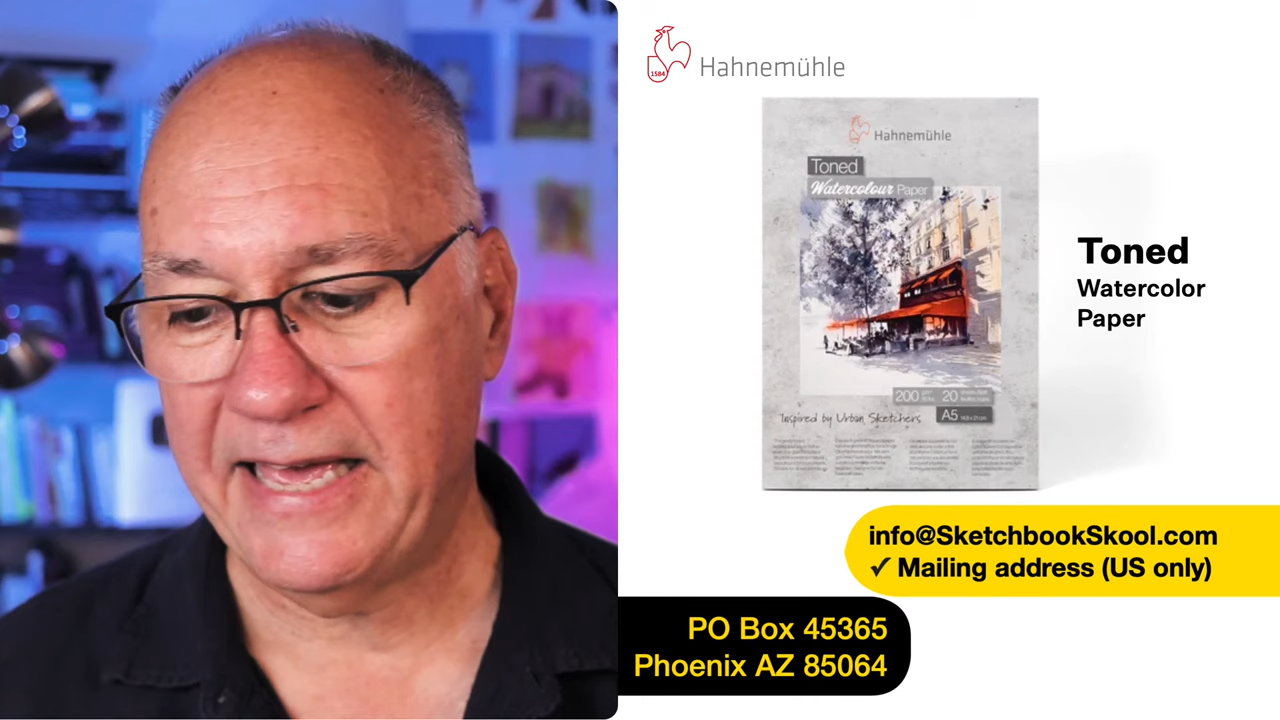 1584
Hahnemühle
Hahnemühle
Toned
Watercolour Paper
200
20
A5
Inspired by Urban Sketchers
Toned
Watercolor
Paper
info@SketchbookSkool.com
✓ Mailing address (US only)
PO Box 45365
Phoenix AZ 85064